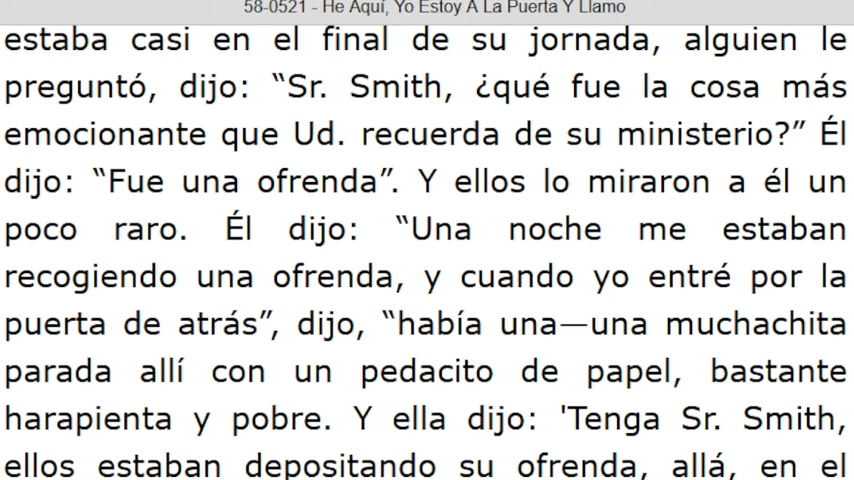 58-0521 - He Aquí, Yo Estoy A La Puerta Y Llamo
estaba casi en el final de su jornada, alguien le
preguntó, dijo: “Sr. Smith, ¿qué fue la cosa más
emocionante que Ud. recuerda de su ministerio?” Él
dijo: “Fue una ofrenda”. Y ellos lo miraron a él un
poco raro. Él dijo: “Una noche me estaban
recogiendo una ofrenda, y cuando yo entré por la
puerta de atrás”, dijo, “había una—una muchachita
parada allí con un pedacito de papel, bastante
harapienta y pobre. Y ella dijo: 'Tenga Sr. Smith,
ellos estaban depositando su ofrenda, allá, en el